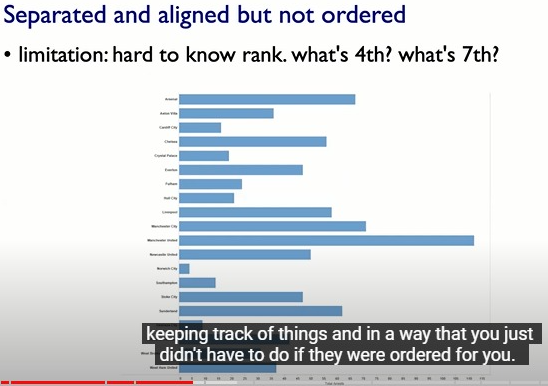 Separated and aligned but not ordered
• limitation: hard to know rank. what's 4th? what's 7th?
Arsenal
Aston Villa
Cardiff City
Chelsea
Crystal Palace
Everton
Fulham
Hull City
Liverpool
Manchester City
Manchester United
Newcastle United
Norwich City
Southampton
Stoke City
Sunderland
West Ham United
keeping track of things and in a way that you just
didn't have to do if they were ordered for you.